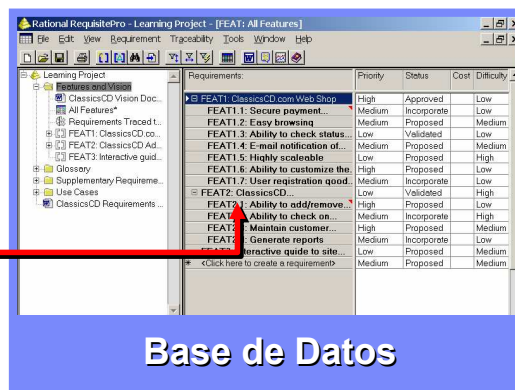 Rational RequisitePro - Learning Project - [FEAT: All Features]
File Edit View Requirement Traceability Tools Window Help
Learning Project
Features and Vision
ClassicsCD Vision Doc...
All Features*
Requirements Traced t...
FEAT1: ClassicsCD.co...
FEAT2: ClassicsCD Ad...
FEAT3: Interactive guid...
Glossary
Supplementary Requireme...
Use Cases
ClassicsCD Requirements ...
Requirements: Priority Status Cost Difficulty
FEAT1: ClassicsCD.com Web Shop High Approved Low
FEAT1.1: Secure payment... Medium Incorporate Low
FEAT1.2: Easy browsing Medium Proposed Medium
FEAT1.3: Ability to check status... Low Validated Low
FEAT1.4: E-mail notification of... Medium Proposed Medium
FEAT1.5: Highly scaleable Low Proposed High
FEAT1.6: Ability to customize the. High Proposed Low
FEAT1.7: User registration good.. Medium Incorporate Low
FEAT2: ClassicsCD... Low Validated High
FEAT2.1: Ability to add/remove... High Proposed Low
Ability to check on... Medium Incorporate High
Maintain customer... High Proposed Medium
Generate reports Medium Incorporate Low
interactive guide to site... Low Proposed Medium
<Click here to create a requirement> Medium Proposed Medium
Base de Datos